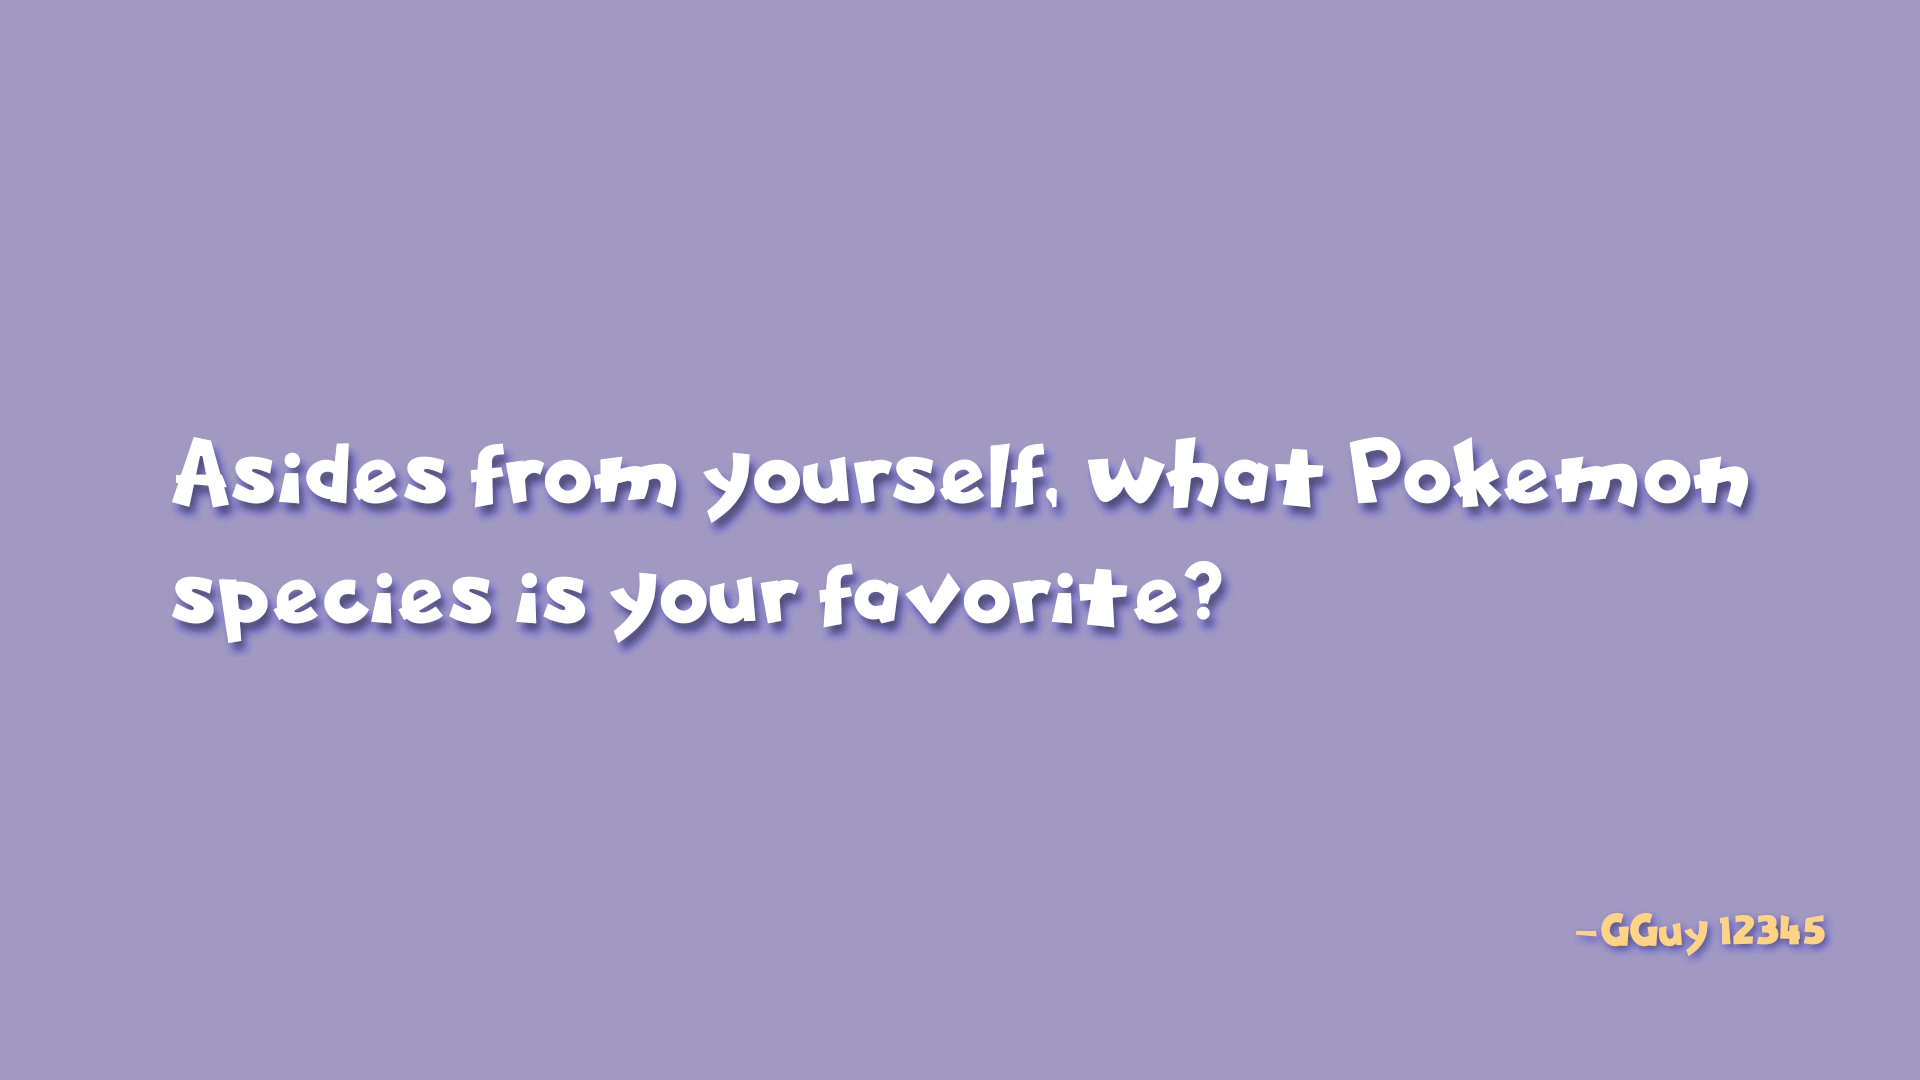 Asides from yourself, what Pokemon
species is your favorite?
-GGuy 12345